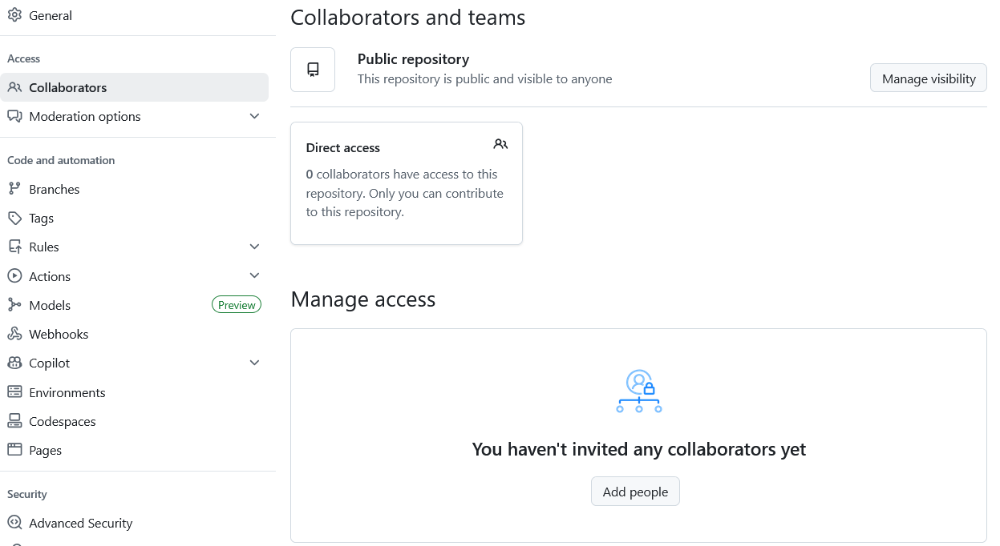 General
Access
Collaborators
Moderation options
Code and automation
Branches
Tags
Rules
Actions
Models
Preview
Webhooks
Copilot
Environments
Codespaces
Pages
Security
Advanced Security
Collaborators and teams
Public repository
This repository is public and visible to anyone
Manage visibility
Direct access
0 collaborators have access to this
repository. Only you can contribute
to this repository.
Manage access
You haven't invited any collaborators yet
Add people